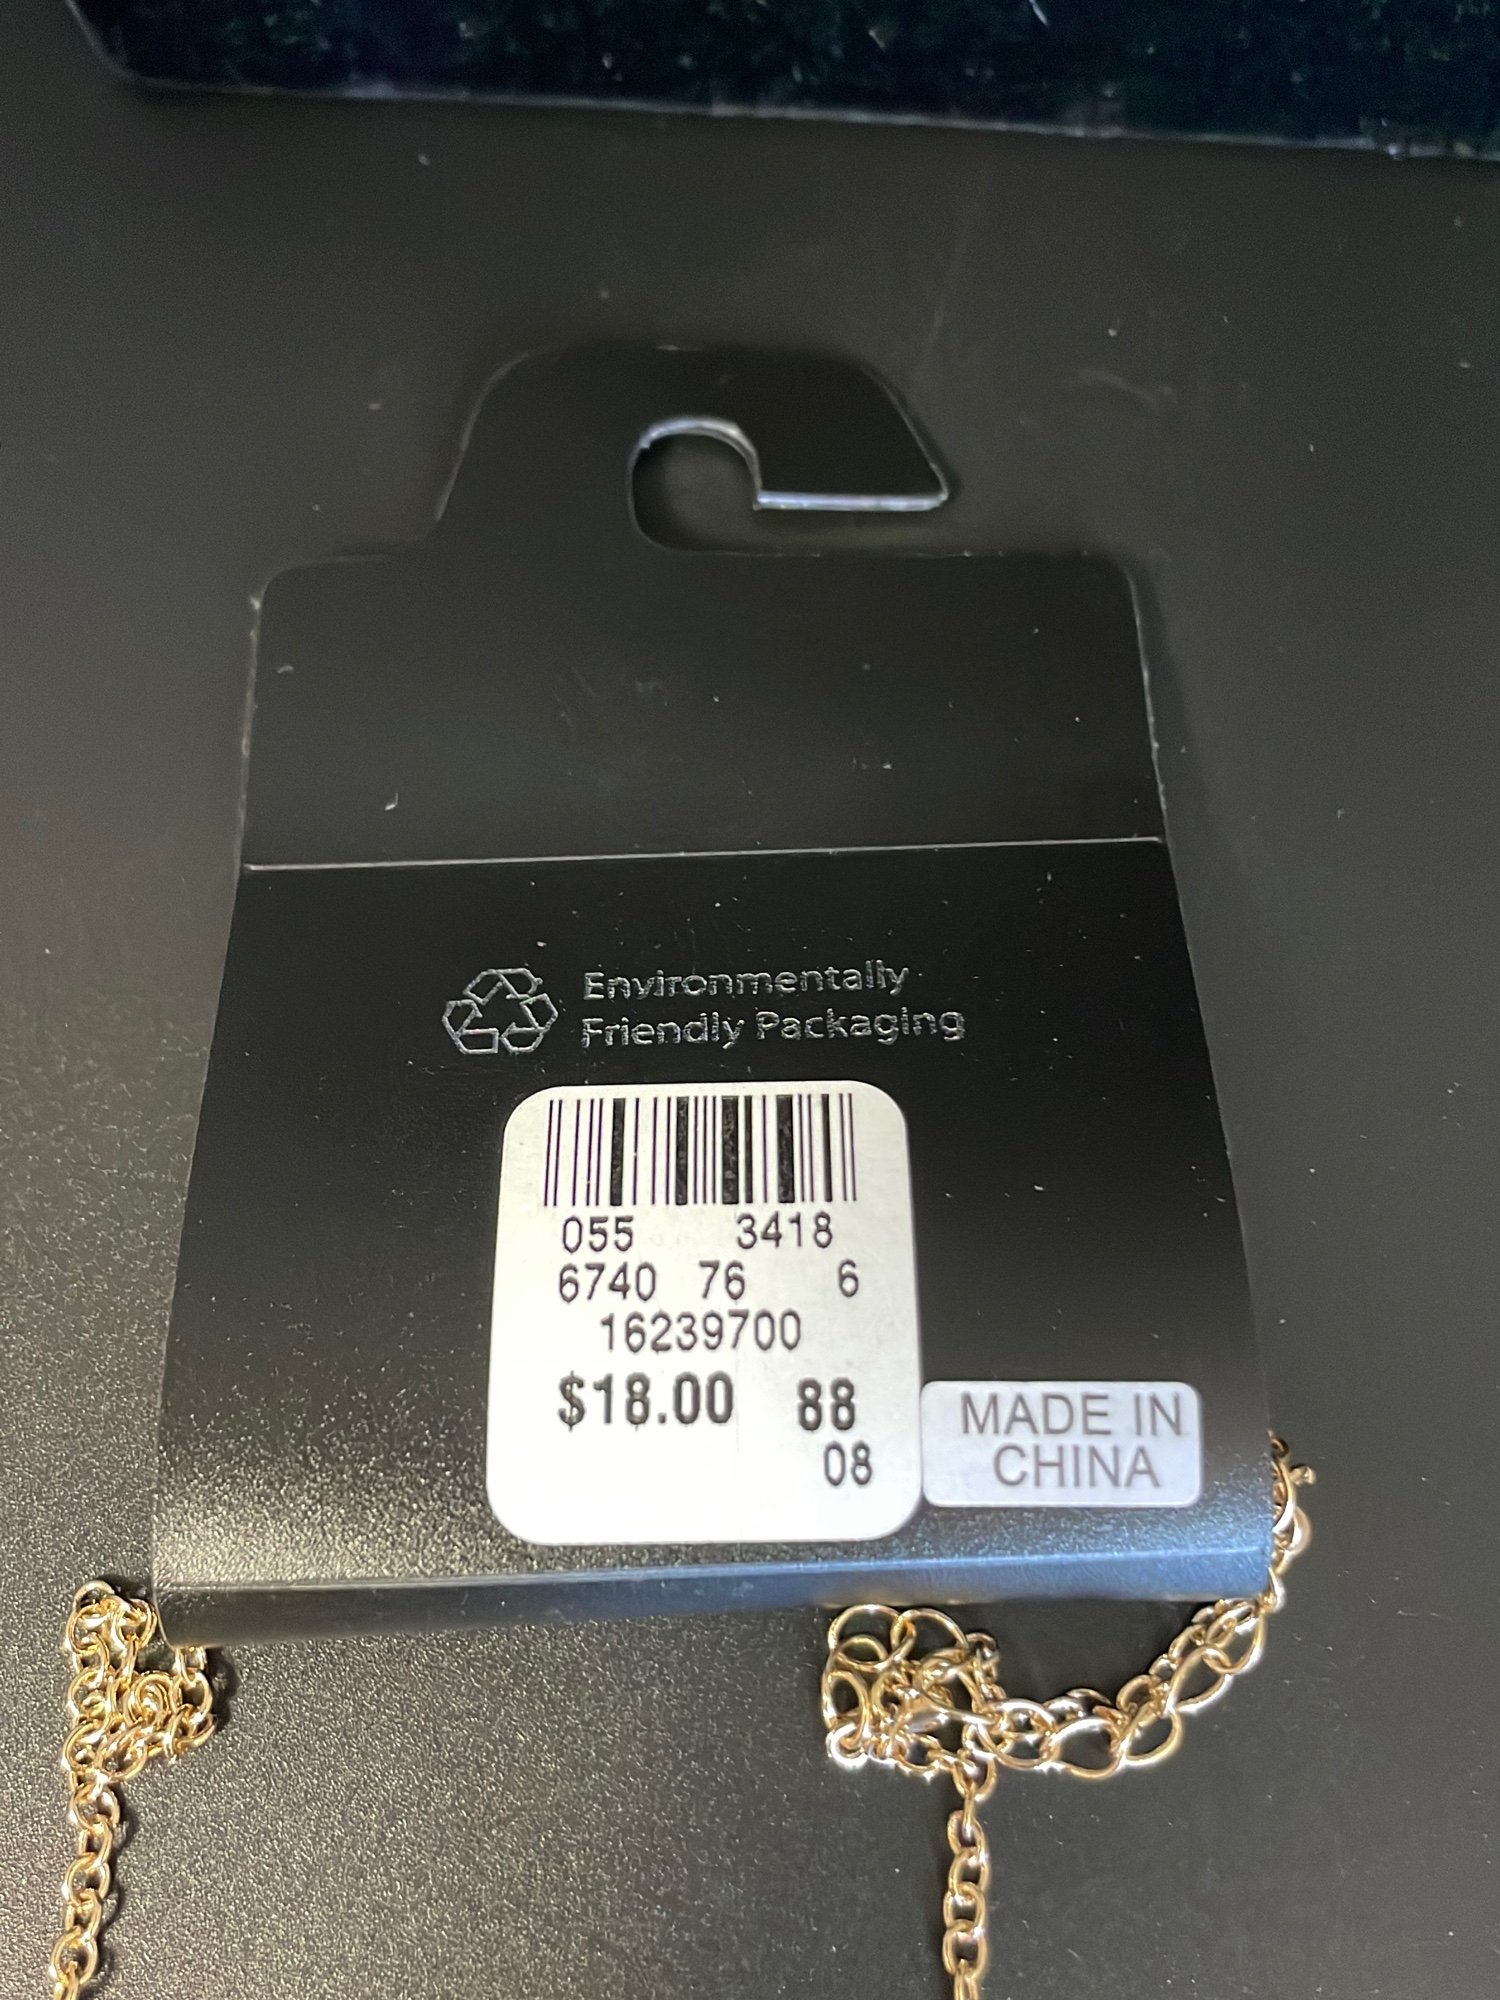 Environmentally
Friendly Packaging
055 3418
6740 76 6
16239700
$18.00 88
08
MADE IN
CHINA